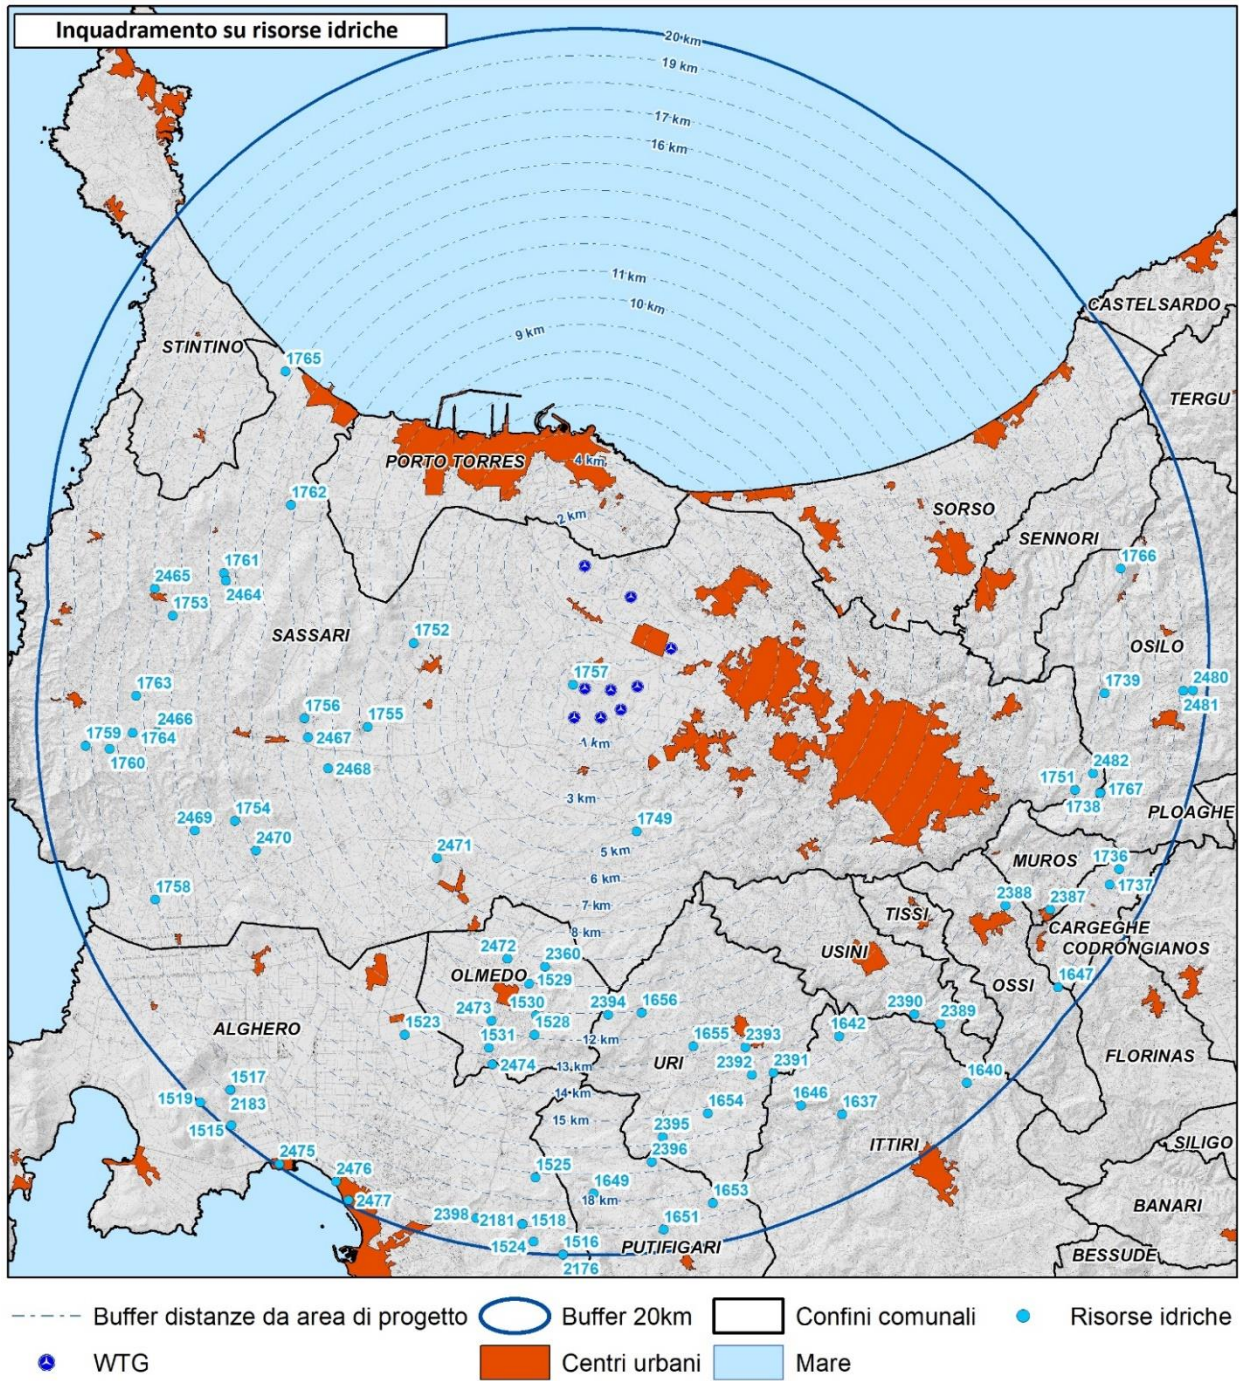 Inquadramento su risorse idriche
20 km
19 km
17 km
16 km
11 km
10 km
9 km
CASTELSARDO
STINTINO
1765
TERGU
PORTO TORRES
4 km
1762
2 km
SORSO
SENNORI
1761
2465
2464
1766
1753
SASSARI
1752
OSILO
1757
1763
1739
2480
2481
1756
2466
1755
1759
1764
2467
1 km
1760
2468
2482
1751
1767
1738
3 km
PLOAGHE
1754
2469
1749
2470
2471
5 km
MUROS
1736
6 km
1737
1758
7 km
2388
2387
TISSI
CARGEGHE
8 km
USINI
CODRONGIANOS
2472
2360
OLMEDO
1529
1647
OSSI
2473
1530
2394
1656
2390
2389
ALGHERO
1523
1528
12 km
1642
1531
1655
2393
FLORINAS
2474
13 km
URI
2392
2391
1640
1517
14 km
1519
2183
1646
1637
1515
15 km
1654
2395
ITTIRI
SILIGO
2475
2396
2476
1525
1649
2477
18 km
1653
BANARI
2398
2181
1518
1651
1524
1516
PUTIFIGARI
BESSUDE
2176
Buffer distanze da area di progetto
Buffer 20km
Confini comunali
Risorse idriche
WTG
Centri urbani
Mare